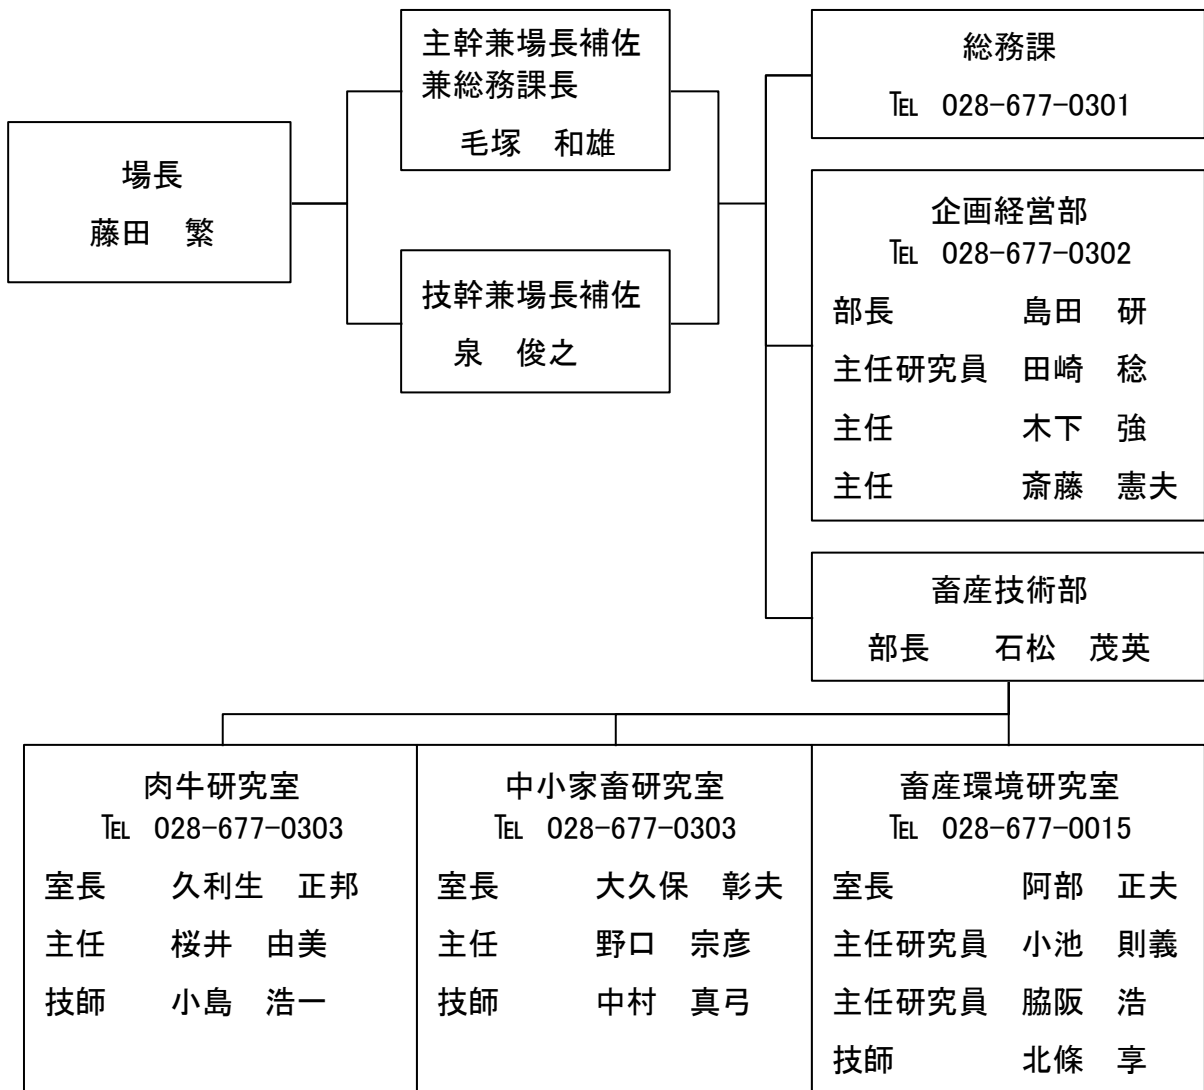 場長
藤田　繁
主幹兼場長補佐
兼総務課長
毛塚　和雄
技幹兼場長補佐
泉　俊之
総務課
℡ 028-677-0301
企画経営部
℡ 028-677-0302
部長　島田　研
主任研究員　田崎　稔
主任　木下　強
主任　斎藤　憲夫
畜産技術部
部長　石松　茂英
肉牛研究室
℡ 028-677-0303
室長　久利生　正邦
主任　桜井　由美
技師　小島　浩一
中小家畜研究室
℡ 028-677-0303
室長　大久保　彰夫
主任　野口　宗彦
技師　中村　真弓
畜産環境研究室
℡ 028-677-0015
室長　阿部　正夫
主任研究員　小池　則義
主任研究員　脇阪　浩
技師　北條　享